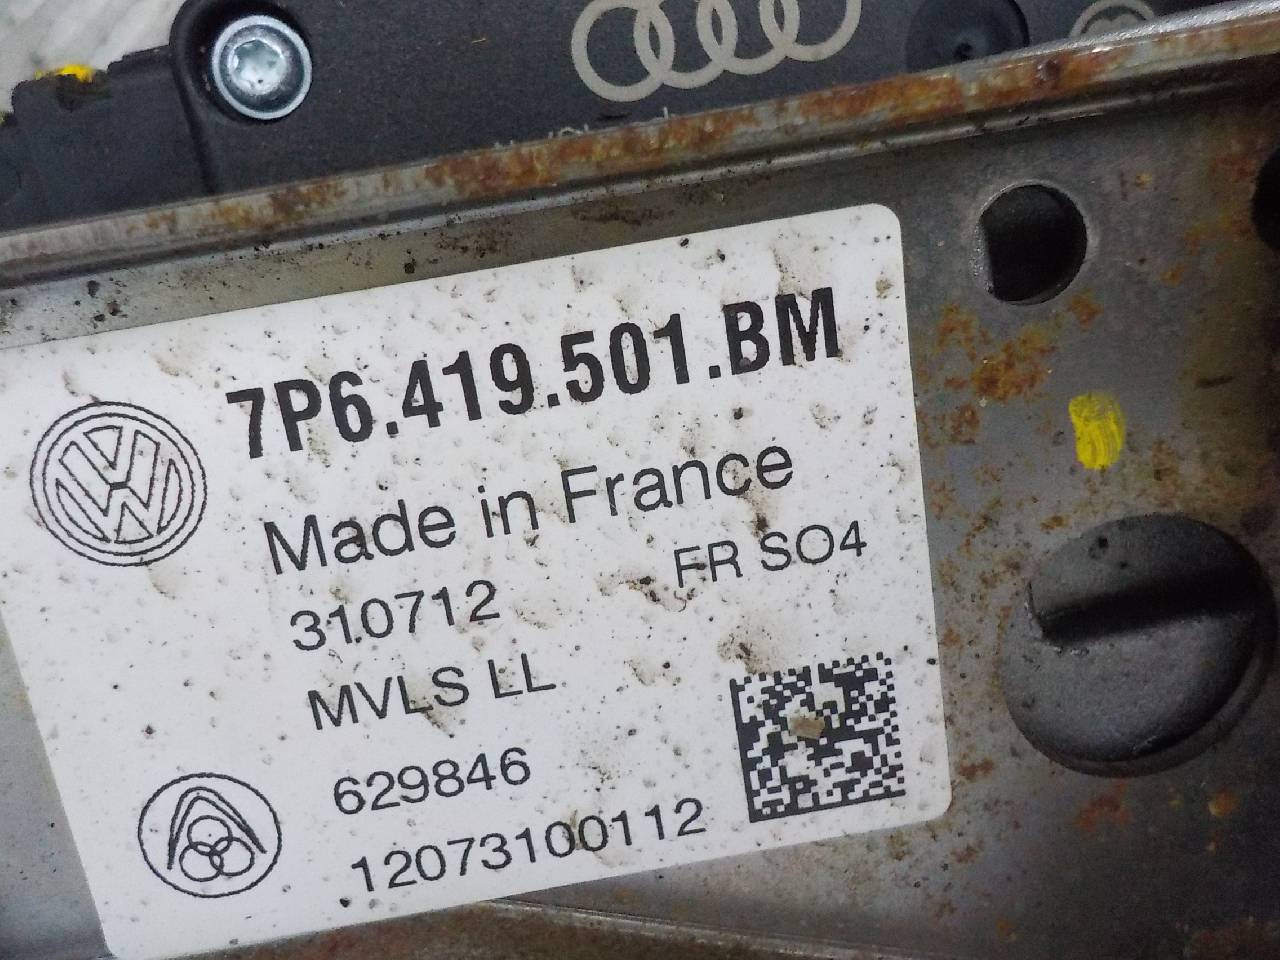 7P6.419.501.BM
Made in France
310712 FR SO4
MVLS LL
629846
12073100112